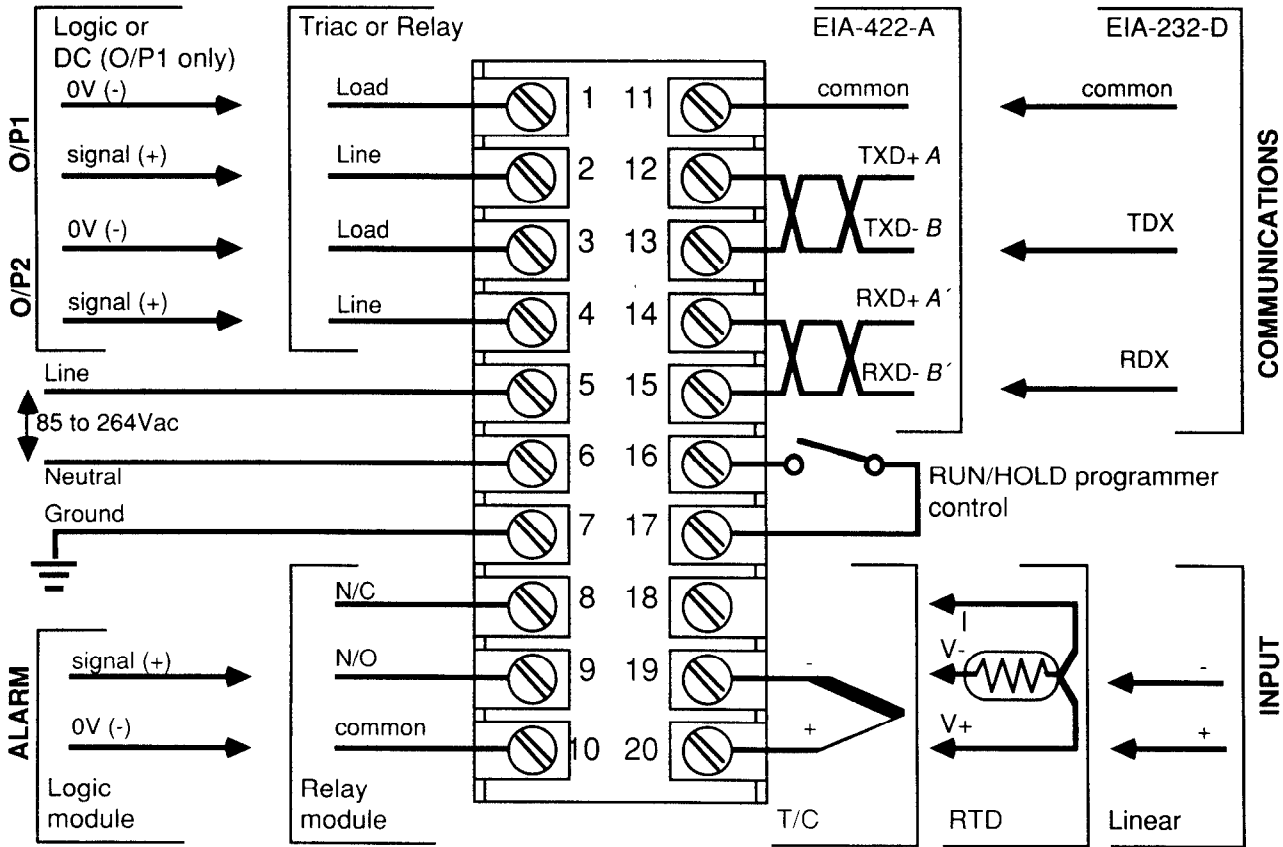 Logic or
DC (O/P1 only)
Triac or Relay
EIA-422-A
EIA-232-D
O/P1
0V (-)
Load
1
11
common
common
signal (+)
Line
2
12
TXD+ A
O/P2
0V (-)
Load
3
13
TXD- B
TDX
signal (+)
Line
4
14
RXD+ A´
Line
5
15
RXD- B´
RDX
COMMUNICATIONS
85 to 264Vac
Neutral
6
16
RUN/HOLD programmer
control
Ground
7
17
N/C
8
18
I
ALARM
signal (+)
N/O
9
19
-
V-
-
INPUT
0V (-)
common
10
20
+
V+
+
Logic
module
Relay
module
T/C
RTD
Linear